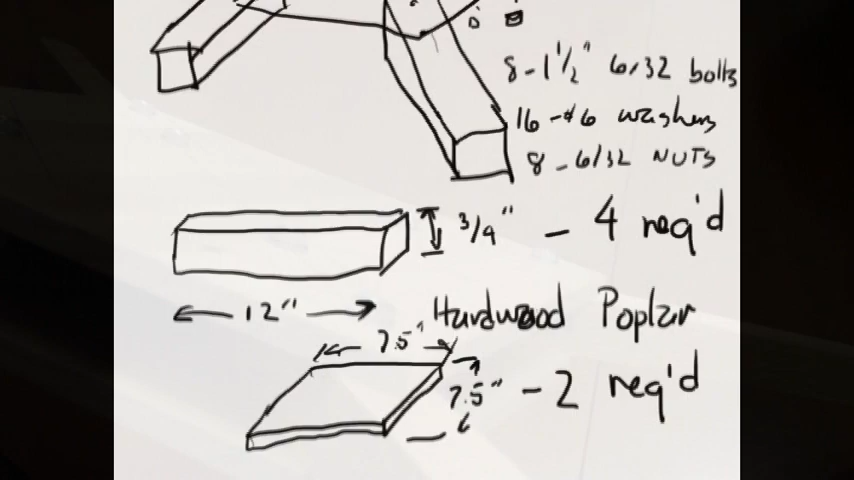 8 - 1 1/2" 6/32 bolts
16 - #6 washers
8 - 6/32 NUTS
3/4" - 4 req'd
12"
Hardwood Poplar
7.5"
7.5" - 2 req'd